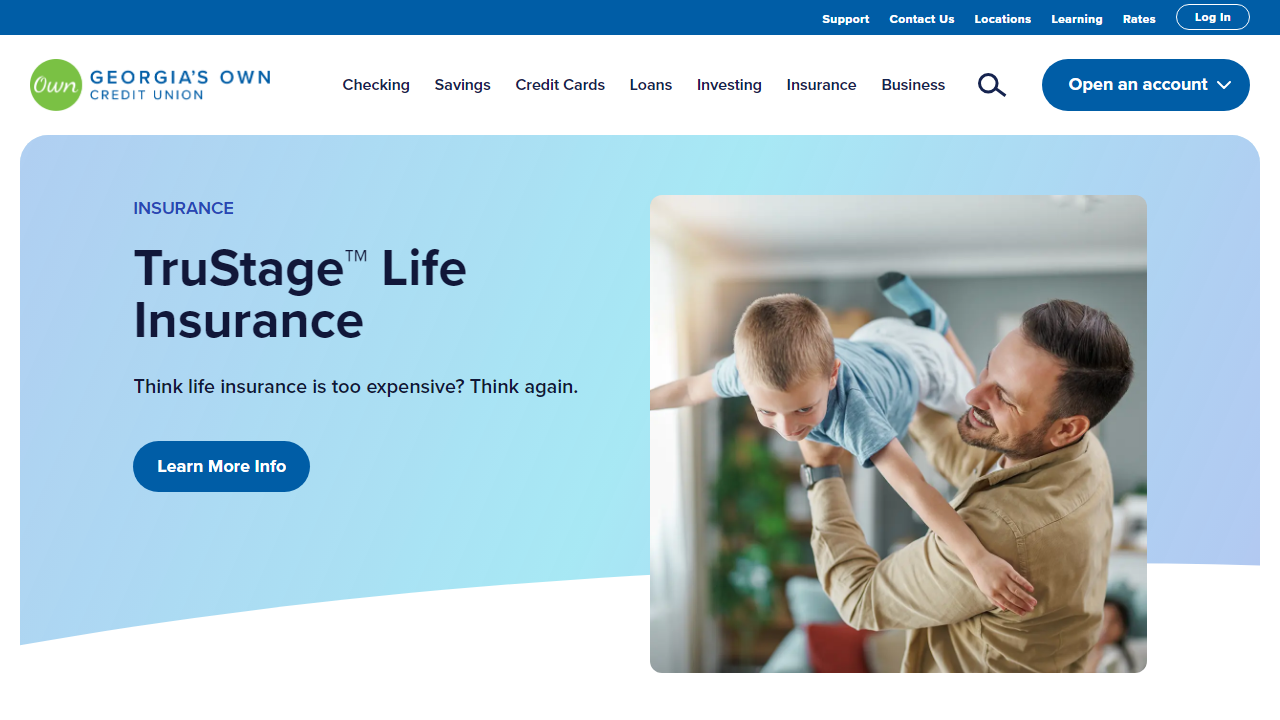 Support Contact Us Locations Learning Rates Log In
Own GEORGIA'S OWN
CREDIT UNION
Checking Savings Credit Cards Loans Investing Insurance Business Open an account
INSURANCE
TruStage™ Life
Insurance
Think life insurance is too expensive? Think again.
Learn More Info